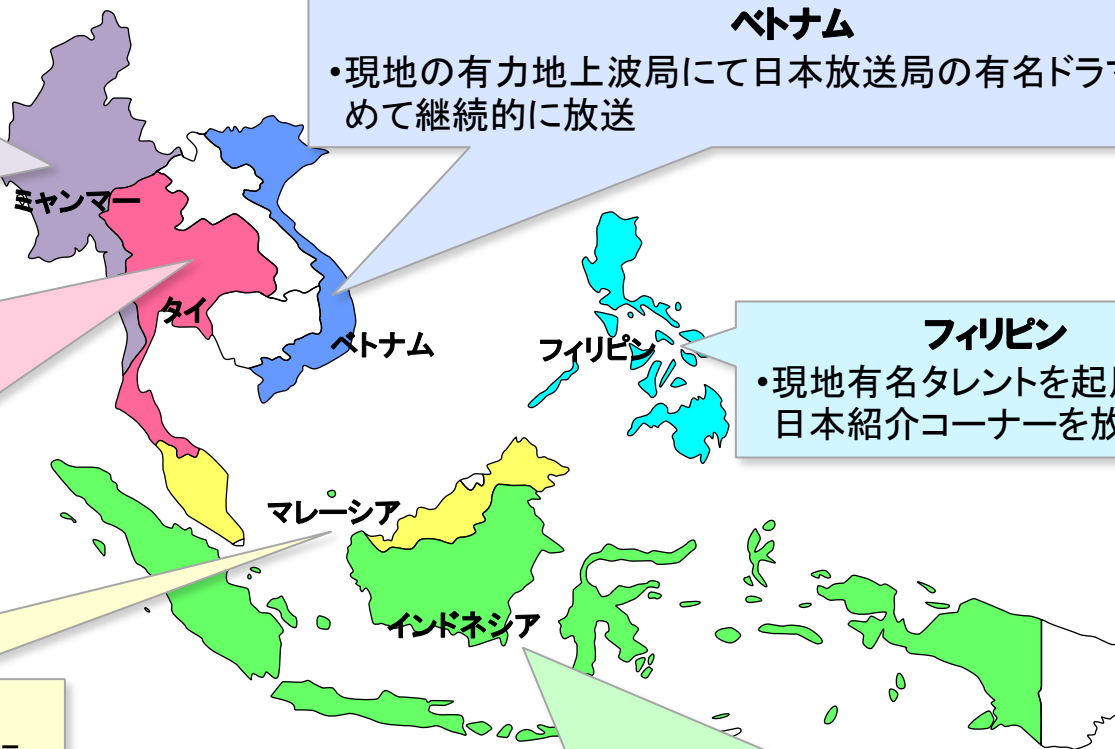 ベトナム
•現地の有力地上波局にて日本放送局の有名ドラ
めて継続的に放送
ミャンマー
タイ
ベトナム
フィリピン
フィリピン
•現地有名タレントを起
日本紹介コーナーを放
マレーシア
インドネシア